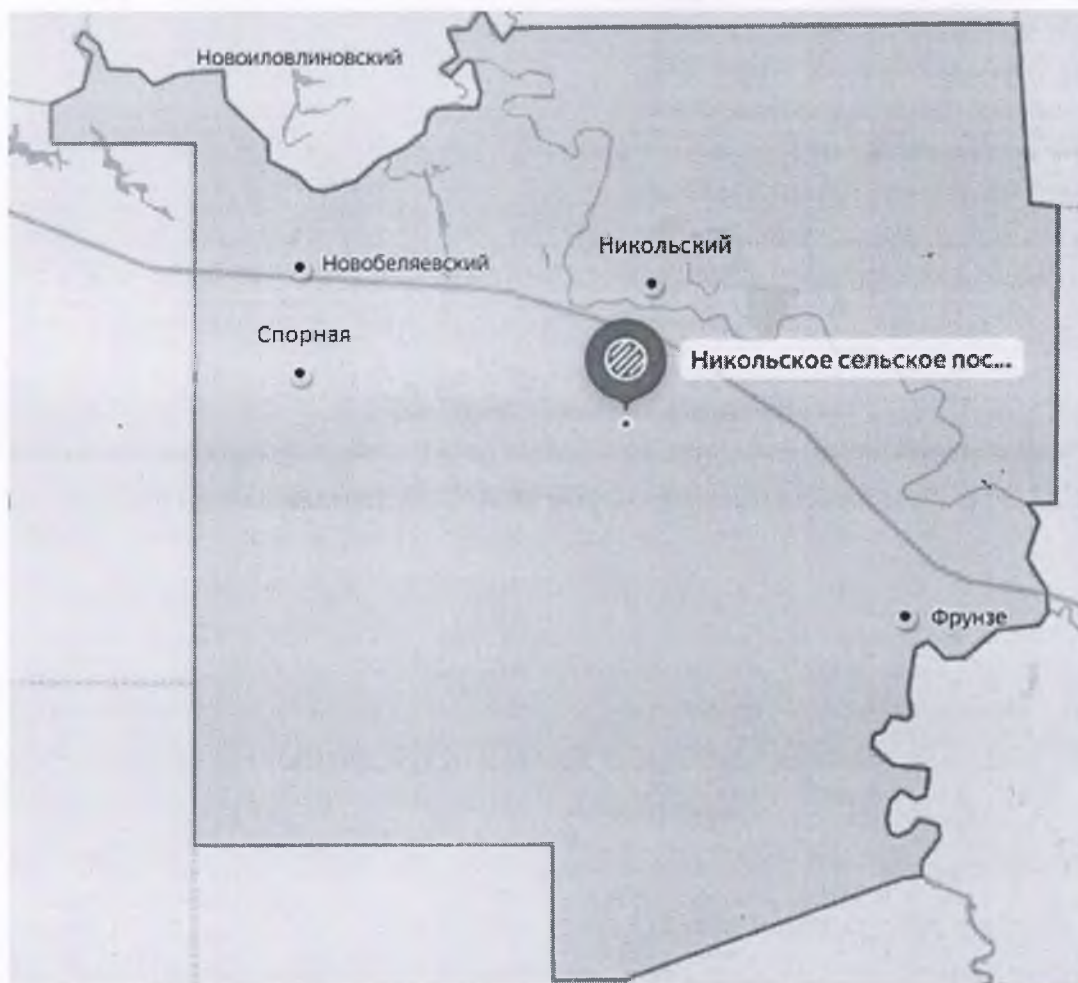 Новоиловлиновский
Никольский
Новобеляевский
Спорная
Никольское сельское пос...
Фрунзе